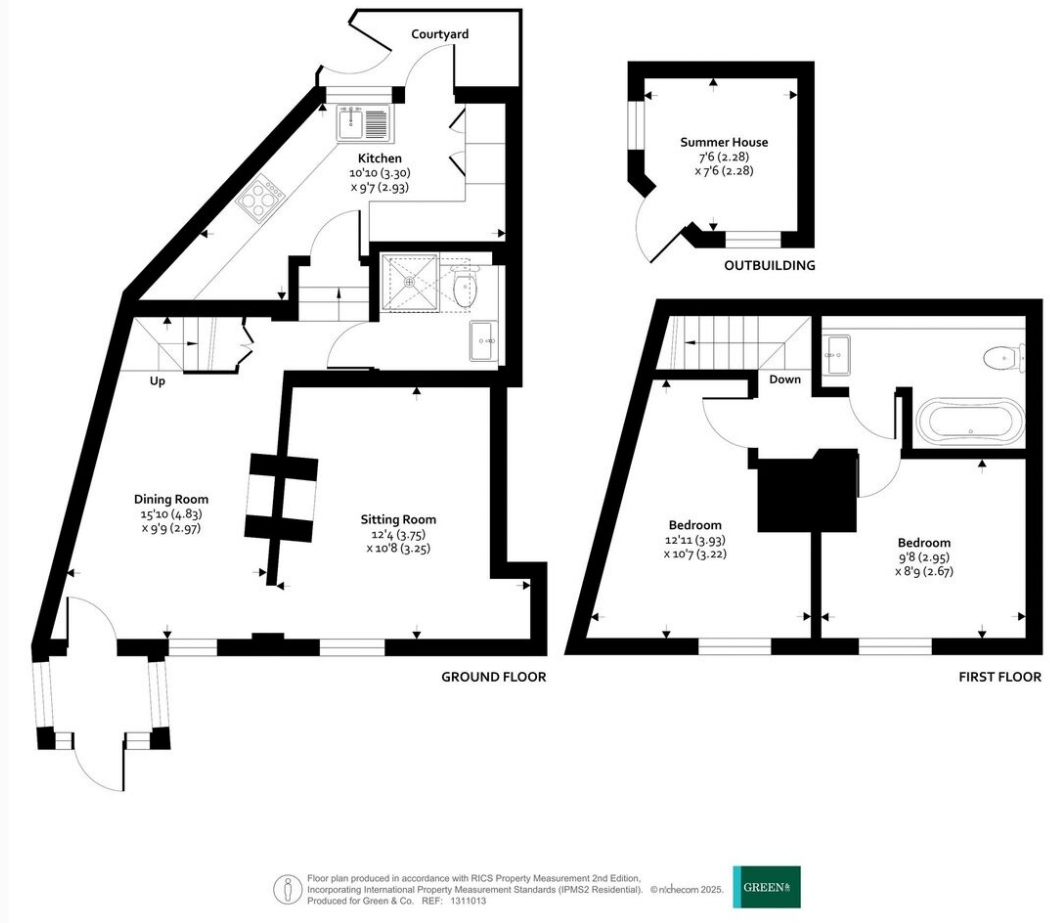 Courtyard
Kitchen
10'10 (3.30)
x 9'7 (2.93)
Summer House
7'6 (2.28)
x 7'6 (2.28)
OUTBUILDING
Up
Dining Room
15'10 (4.83)
x 9'9 (2.97)
Sitting Room
12'4 (3.75)
x 10'8 (3.25)
GROUND FLOOR
Down
Bedroom
12'11 (3.93)
x 10'7 (3.22)
Bedroom
9'8 (2.95)
x 8'9 (2.67)
FIRST FLOOR
Floor plan produced in accordance with RICS Property Measurement 2nd Edition,
Incorporating International Property Measurement Standards (IPMS2 Residential). © n/checom 2025.
Produced for Green & Co. REF: 1311013
GREEN &